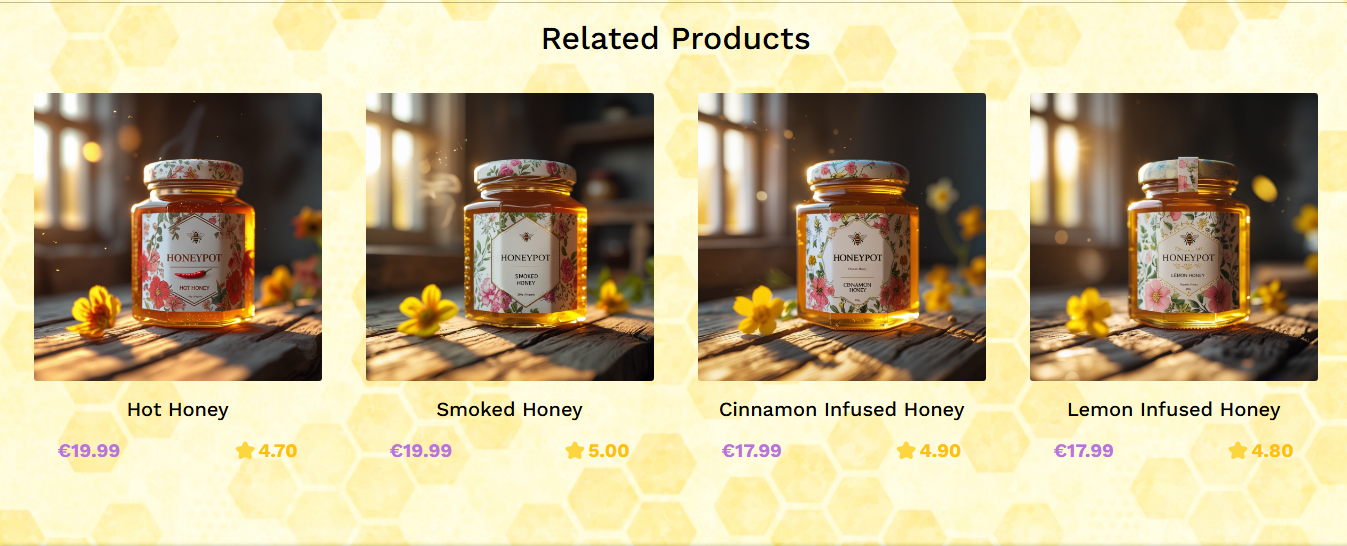 Related Products
HONEYPOT
HOT HONEY
HONEYPOT
SMOKED
HONEY
HONEYPOT
CINNAMON
HONEY
HONEYPOT
LEMON HONEY
Hot Honey
Smoked Honey
Cinnamon Infused Honey
Lemon Infused Honey
€19.99
4.70
€19.99
5.00
€17.99
4.90
€17.99
4.80